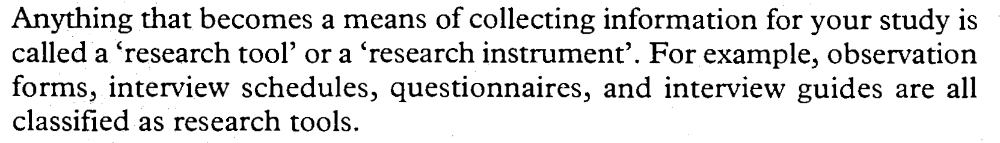 Anything that becomes a means of collecting information for your study is
called a ‘research tool’ or a ‘research instrument’. For example, observation
forms, interview schedules, questionnaires, and interview guides are all
classified as research tools.